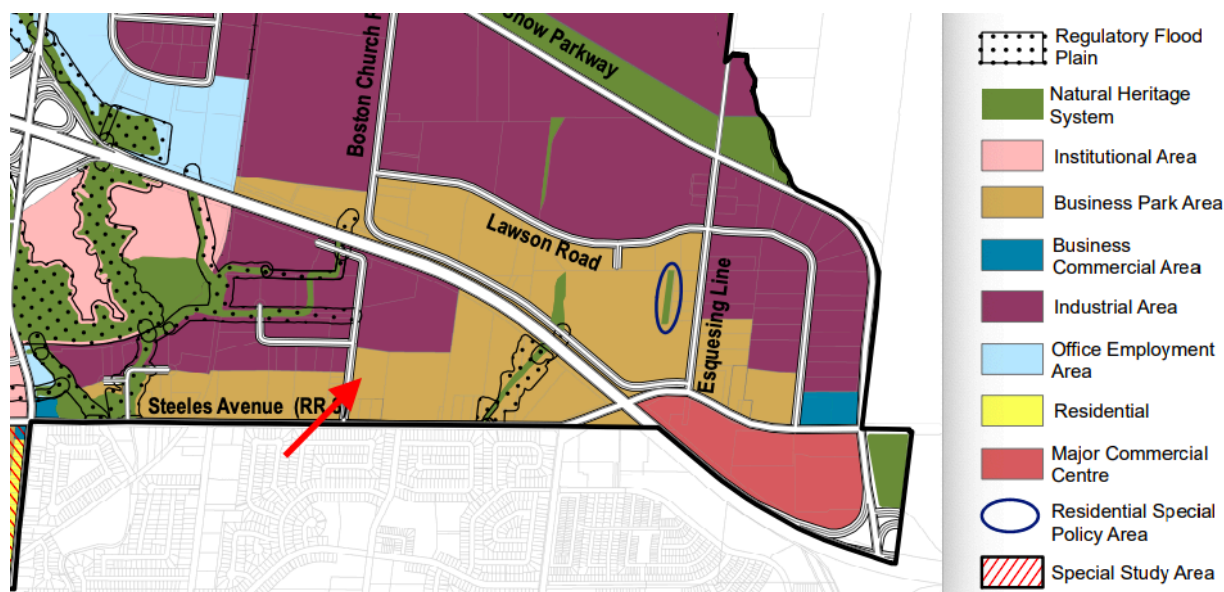 Boston Church
Parkway
Lawson Road
Esquesing Line
Steeles Avenue (RR
Regulatory Flood
Plain
Natural Heritage
System
Institutional Area
Business Park Area
Business
Commercial Area
Industrial Area
Office Employment
Area
Residential
Major Commercial
Centre
Residential Special
Policy Area
Special Study Area